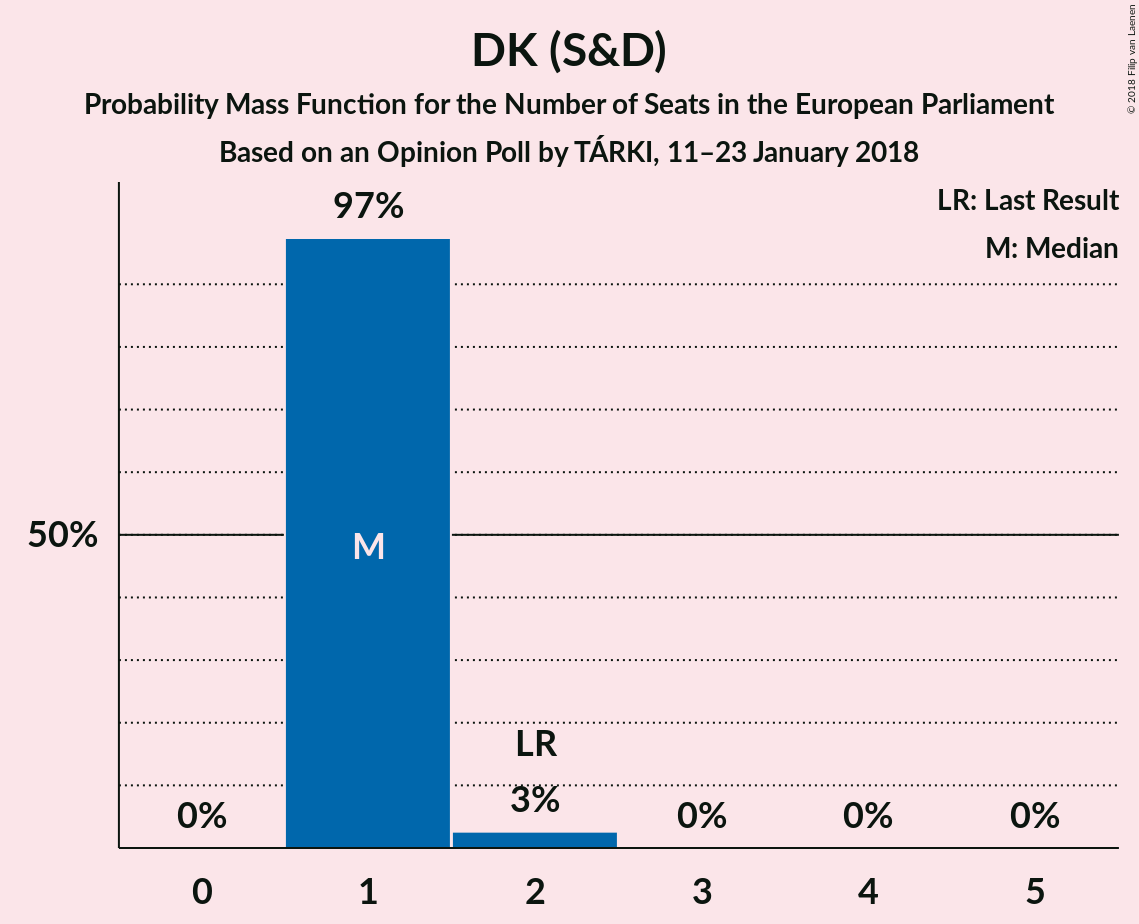 DK (S&D)
Probability Mass Function for the Number of Seats in the European Parliament
Based on an Opinion Poll by TÁRKI, 11–23 January 2018
© 2018 Filip van Laenen
LR: Last Result
M: Median
97%
50%
M
LR
0%
3%
0%
0%
0%
0 1 2 3 4 5